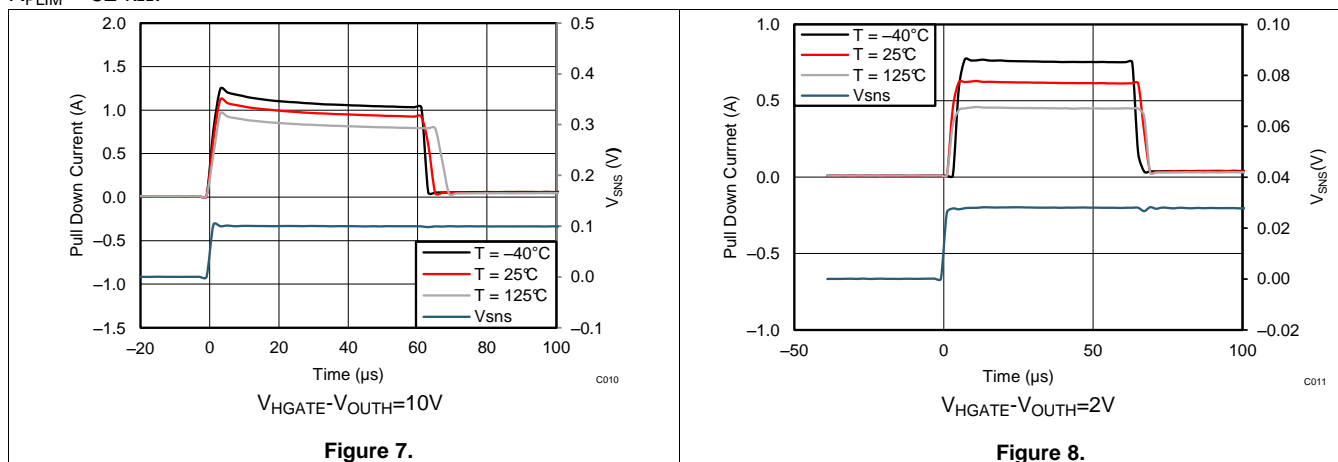 2.0
1.5
1.0
0.5
0.0
–0.5
–1.0
–1.5
Pull Down Current (A)
0.5
0.4
0.3
0.2
0.1
0.0
–0.1
VSNS (V)
T = –40°C
T = 25°C
T = 125°C
Vsns
–20
0
20
40
60
80
100
Time (µs)
C010
VHGATE-VOUTH=10V
Figure 7.
1.0
0.5
0.0
–0.5
–1.0
Pull Down Currnet (A)
0.10
0.08
0.06
0.04
0.02
0.00
–0.02
VSNS(V)
T = –40°C
T = 25°C
T = 125°C
Vsns
–50
0
50
100
Time (µs)
C011
VHGATE-VOUTH=2V
Figure 8.